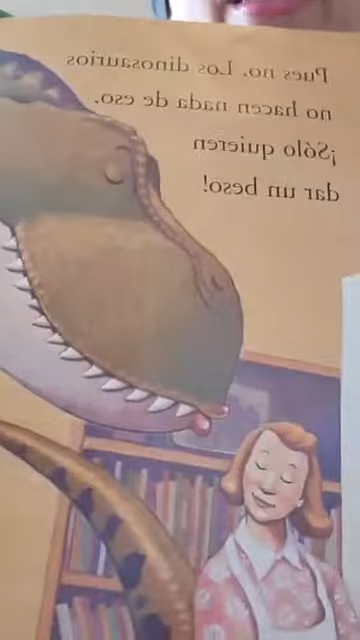 Pues no. Los dinosaurios
no hacen nada de eso.
¡Sólo quieren
dar un beso!